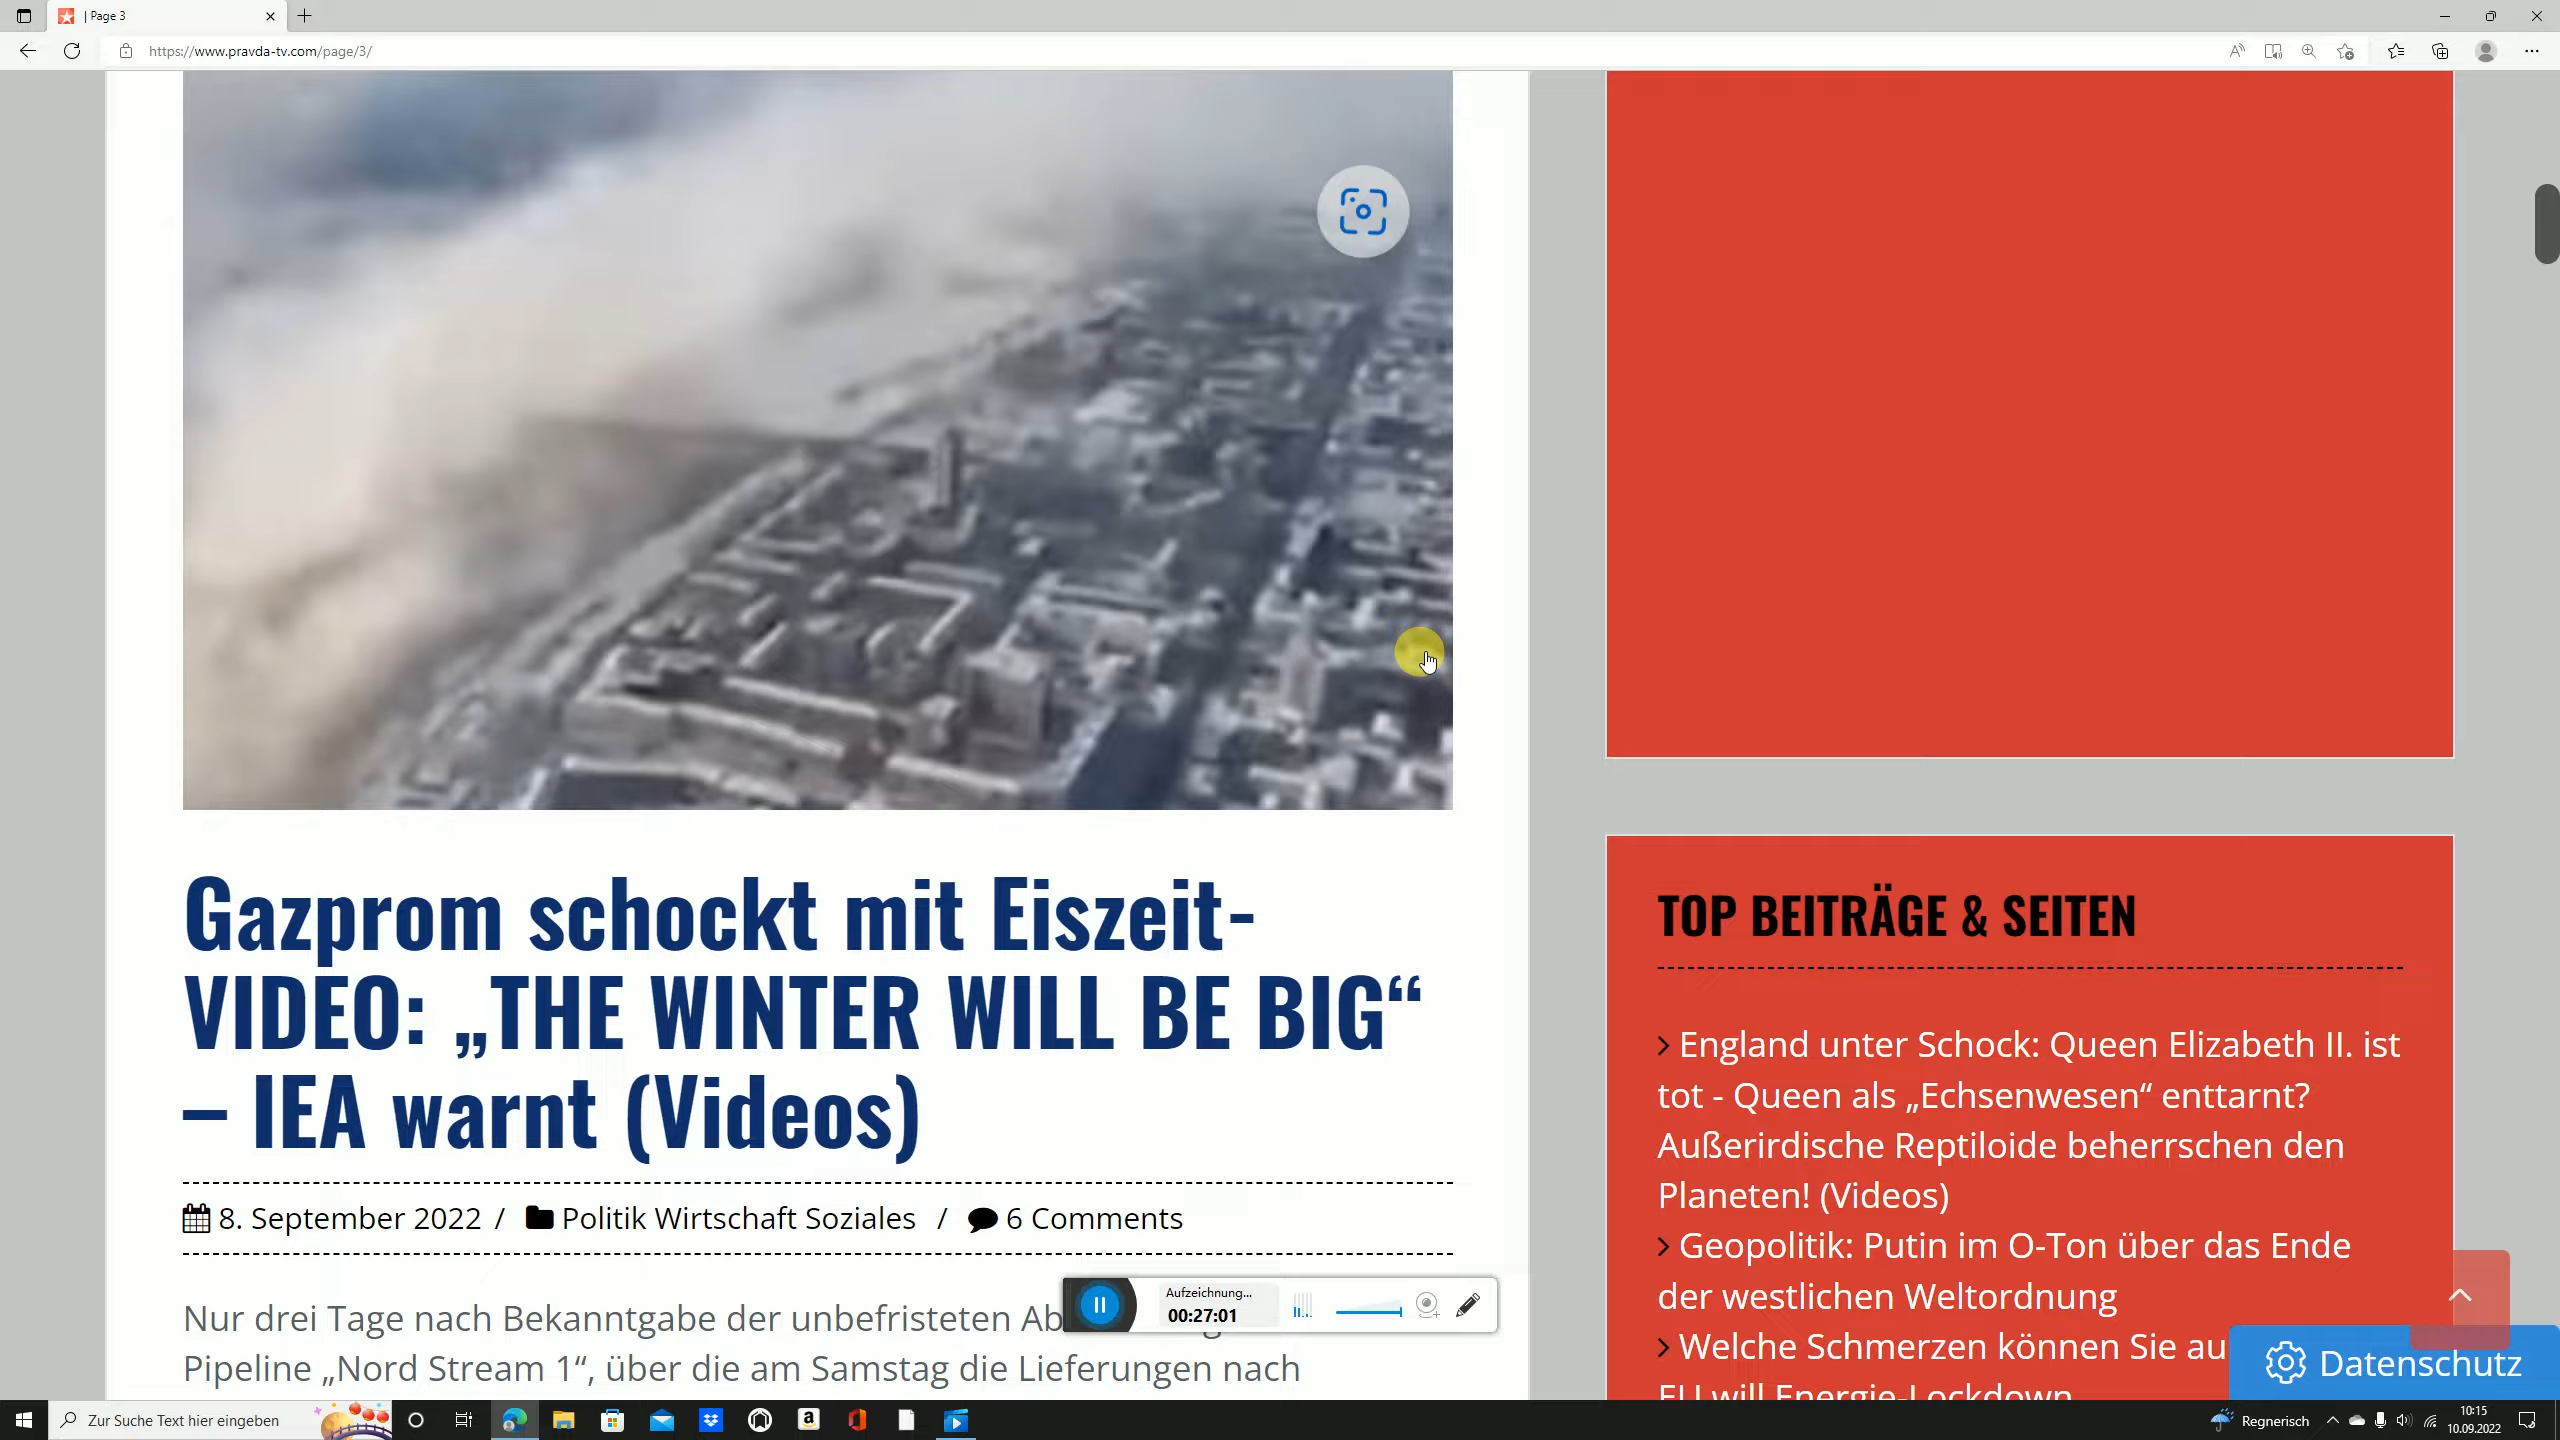 | Page 3
https://www.pravda-tv.com/page/3/
Gazprom schockt mit Eiszeit-
VIDEO: „THE WINTER WILL BE BIG“
– IEA warnt (Videos)
8. September 2022 / Politik Wirtschaft Soziales / 6 Comments
Nur drei Tage nach Bekanntgabe der unbefristeten
Pipeline „Nord Stream 1“, über die am Samstag die Lieferungen nach
TOP BEITRÄGE & SEITEN
England unter Schock: Queen Elizabeth II. ist
tot - Queen als „Echsenwesen“ enttarnt?
Außerirdische Reptiloide beherrschen den
Planeten! (Videos)
Geopolitik: Putin im O-Ton über das Ende
der westlichen Weltordnung
Welche Schmerzen können Sie au
EU will Energie-Lockdown
Datenschutz
Aufzeichnung...
00:27:01
Zur Suche Text hier eingeben
Regnerisch
10:15
10.09.2022